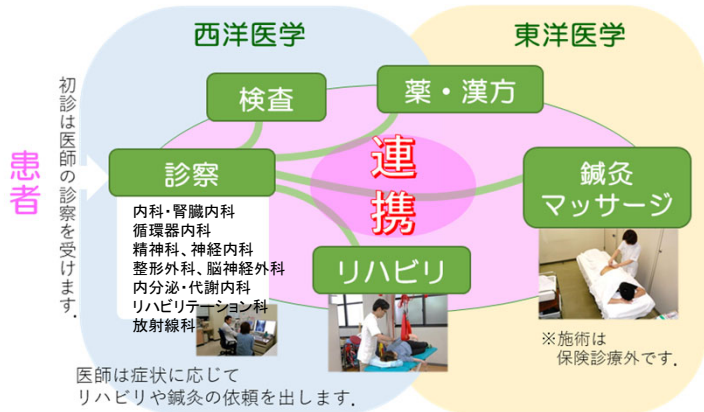 西洋医学
東洋医学
患者
初診は医師の診察を受けます.
検査
薬・漢方
診察
連携
鍼灸
マッサージ
リハビリ
内科・腎臓内科
循環器内科
精神科、神経内科
整形外科、脳神経外科
内分泌・代謝内科
リハビリテーション科
放射線科
※施術は
保険診療外です.
医師は症状に応じて
リハビリや鍼灸の依頼を出します.